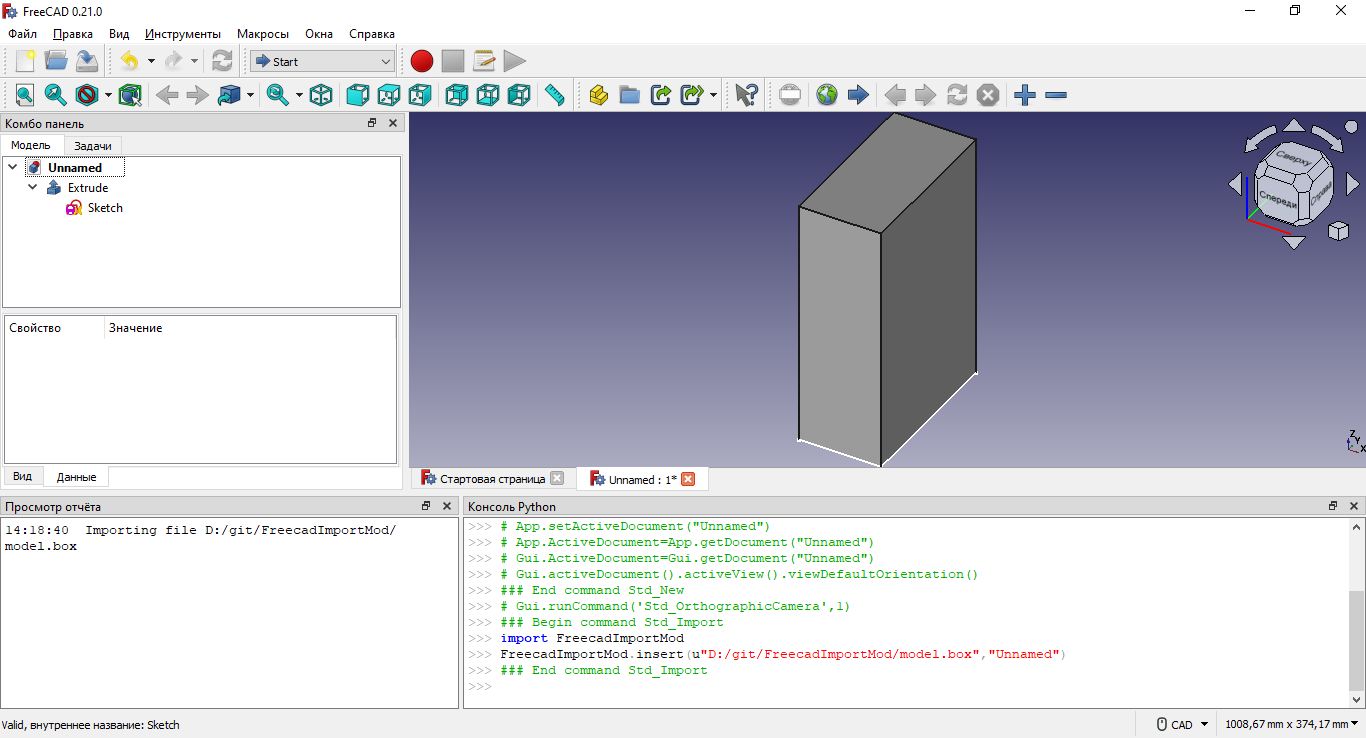 FreeCAD 0.21.0
Файл Правка Вид Инструменты Макросы Окна Справка
Start
Комбо панель
Модель Задачи
Unnamed
Extrude
Sketch
Свойство Значение
Вид Данные
Сверху
Спереди
Справа
Z
Y
X
Стартовая страница Unnamed : 1*
Просмотр отчёта
14:18:40 Importing file D:/git/FreecadImportMod/
model.box
Консоль Python
>>> # App.setActiveDocument("Unnamed")
>>> # App.ActiveDocument=App.getDocument("Unnamed")
>>> # Gui.ActiveDocument=Gui.getDocument("Unnamed")
>>> # Gui.activeDocument().activeView().viewDefaultOrientation()
>>> ### End command Std_New
>>> # Gui.runCommand('Std_OrthographicCamera',1)
>>> ### Begin command Std_Import
>>> import FreecadImportMod
>>> FreecadImportMod.insert(u"D:/git/FreecadImportMod/model.box","Unnamed")
>>> ### End command Std_Import
>>>
Valid, внутреннее название: Sketch
CAD
1008,67 mm x 374,17 mm